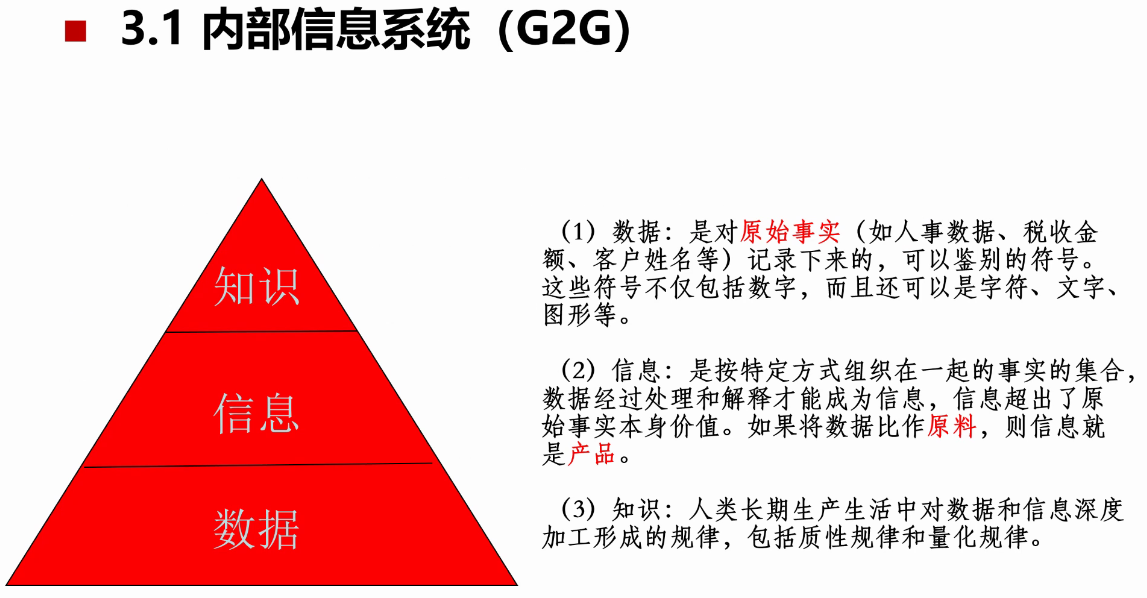 3.1 内部信息系统（G2G）
知识
信息
数据
（1）数据：是对原始事实（如人事数据、税收金
额、客户姓名等）记录下来的，可以鉴别的符号。
这些符号不仅包括数字，而且还可以是字符、文字、
图形等。
（2）信息：是按特定方式组织在一起的事实的集合，
数据经过处理和解释才能成为信息，信息超出了原
始事实本身价值。如果将数据比作原料，则信息就
是产品。
（3）知识：人类长期生产生活中对数据和信息深度
加工形成的规律，包括质性规律和量化规律。